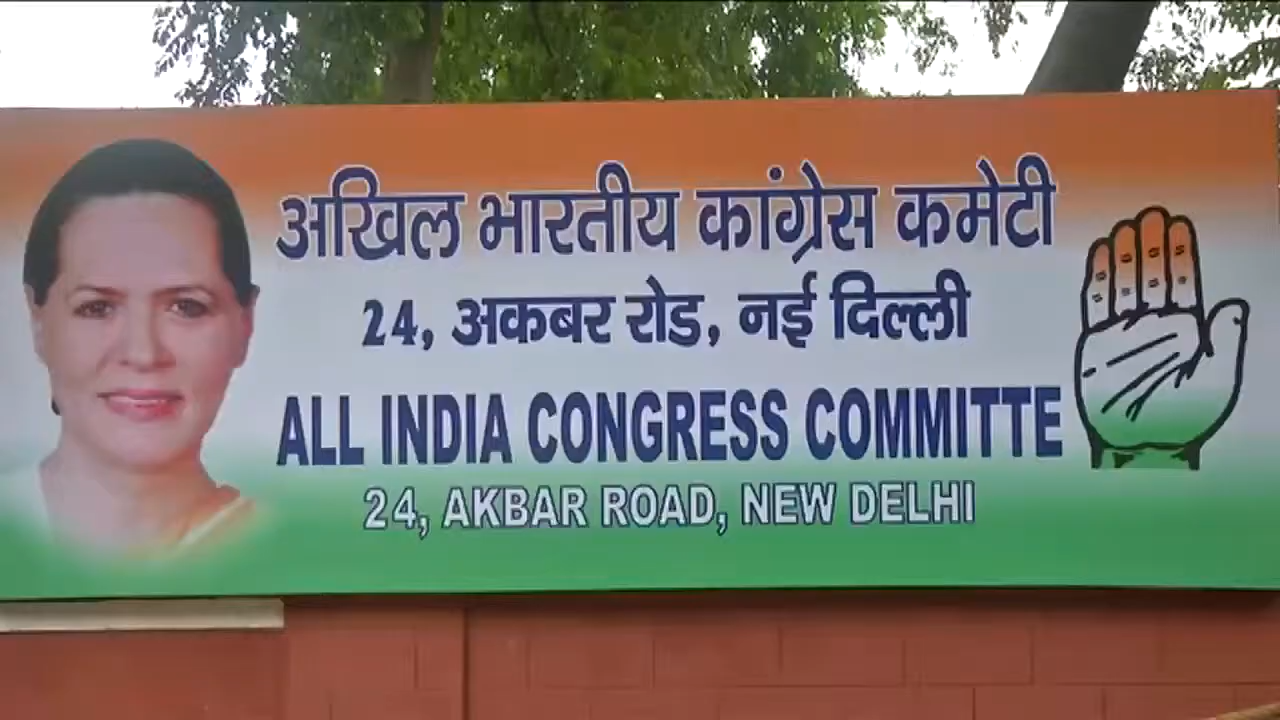 अखिल भारतीय कांग्रेस कमेटी
24, अकबर रोड, नई दिल्ली
ALL INDIA CONGRESS COMMITTE
24, AKBAR ROAD, NEW DELHI